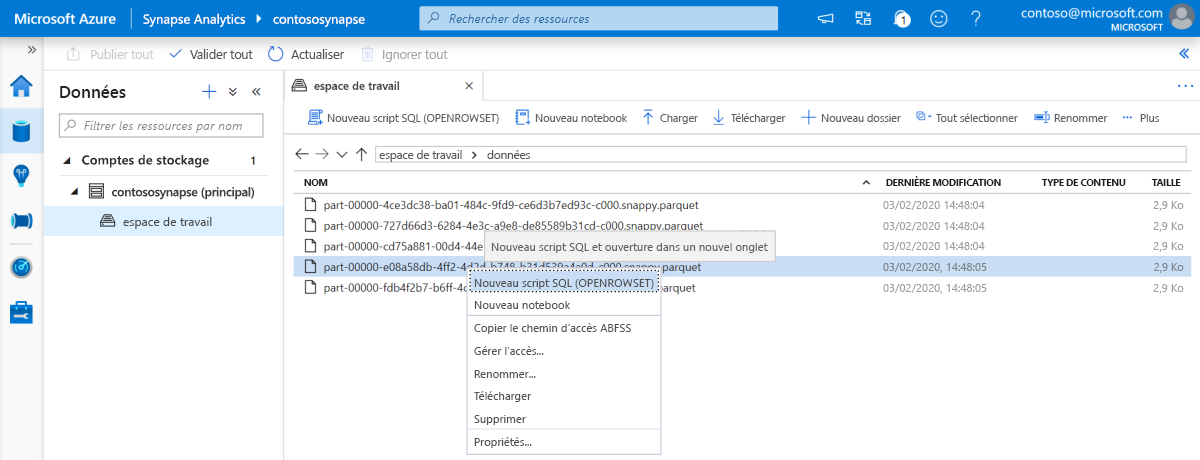 Microsoft Azure
Synapse Analytics
contososynapse
Rechercher des ressources
1
contoso@microsoft.com
MICROSOFT
Publier tout
Valider tout
Actualiser
Ignorer tout
Données
Filtrer les ressources par nom
Comptes de stockage 1
contososynapse (principal)
espace de travail
espace de travail
Nouveau script SQL (OPENROWSET)
Nouveau notebook
Charger
Télécharger
Nouveau dossier
Tout sélectionner
Renommer
Plus
espace de travail > données
NOM DERNIÈRE MODIFICATION TYPE DE CONTENU TAILLE
part-00000-4ce3dc38-ba01-484c-9fd9-ce6d3b7ed93c-c000.snappy.parquet 03/02/2020 14:48:04 2,9 Ko
part-00000-727d66d3-6284-4e3c-a9e8-de85589b31cd-c000.snappy.parquet 03/02/2020 14:48:04 2,9 Ko
part-00000-cd75a881-00d4-44e 03/02/2020 14:48:04 2,9 Ko
Nouveau script SQL et ouverture dans un nouvel onglet
part-00000-e08a58db-4ff2-4d2d-b748-b31d539a4a0d-c000.snappy.parquet 03/02/2020, 14:48:05 2,9 Ko
part-00000-fdb4f2b7-b6ff-4 parquet 03/02/2020, 14:48:05 2,9 Ko
Nouveau script SQL (OPENROWSET)
Nouveau notebook
Copier le chemin d'accès ABFSS
Gérer l'accès...
Renommer...
Télécharger
Supprimer
Propriétés...